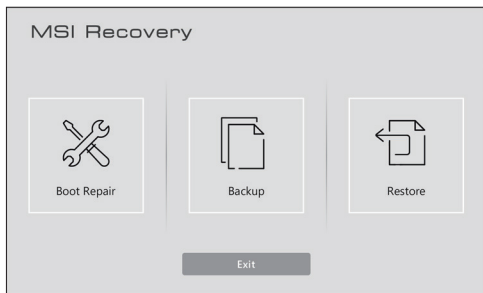 MSI Recovery
Boot Repair
Backup
Restore
Exit